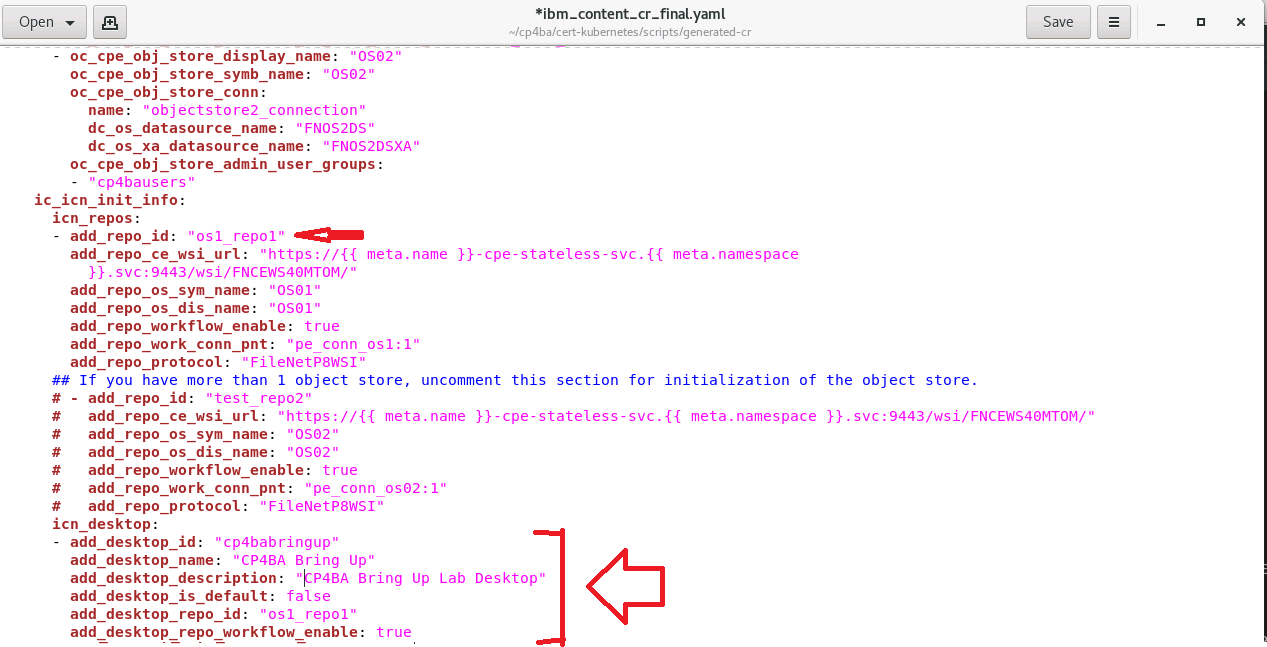 Open
*ibm_content_cr_final.yaml
~/cp4ba/cert-kubernetes/scripts/generated-cr
Save
- oc_cpe_obj_store_display_name: "OS02"
oc_cpe_obj_store_symb_name: "OS02"
oc_cpe_obj_store_conn:
name: "objectstore2_connection"
dc_os_datasource_name: "FNOS2DS"
dc_os_xa_datasource_name: "FNOS2DSXA"
oc_cpe_obj_store_admin_user_groups:
- "cp4bausers"
ic_icn_init_info:
icn_repos:
- add_repo_id: "os1_repo1"
add_repo_ce_wsi_url: "https://{{ meta.name }}-cpe-stateless-svc.{{ meta.namespace
}}.svc:9443/wsi/FNCEWS40MTOM/"
add_repo_os_sym_name: "OS01"
add_repo_os_dis_name: "OS01"
add_repo_workflow_enable: true
add_repo_work_conn_pnt: "pe_conn_os1:1"
add_repo_protocol: "FileNetP8WSI"
## If you have more than 1 object store, uncomment this section for initialization of the object store.
# - add_repo_id: "test_repo2"
#   add_repo_ce_wsi_url: "https://{{ meta.name }}-cpe-stateless-svc.{{ meta.namespace }}.svc:9443/wsi/FNCEWS40MTOM/"
#   add_repo_os_sym_name: "OS02"
#   add_repo_os_dis_name: "OS02"
#   add_repo_workflow_enable: true
#   add_repo_work_conn_pnt: "pe_conn_os02:1"
#   add_repo_protocol: "FileNetP8WSI"
icn_desktop:
- add_desktop_id: "cp4babringup"
add_desktop_name: "CP4BA Bring Up"
add_desktop_description: "CP4BA Bring Up Lab Desktop"
add_desktop_is_default: false
add_desktop_repo_id: "os1_repo1"
add_desktop_repo_workflow_enable: true